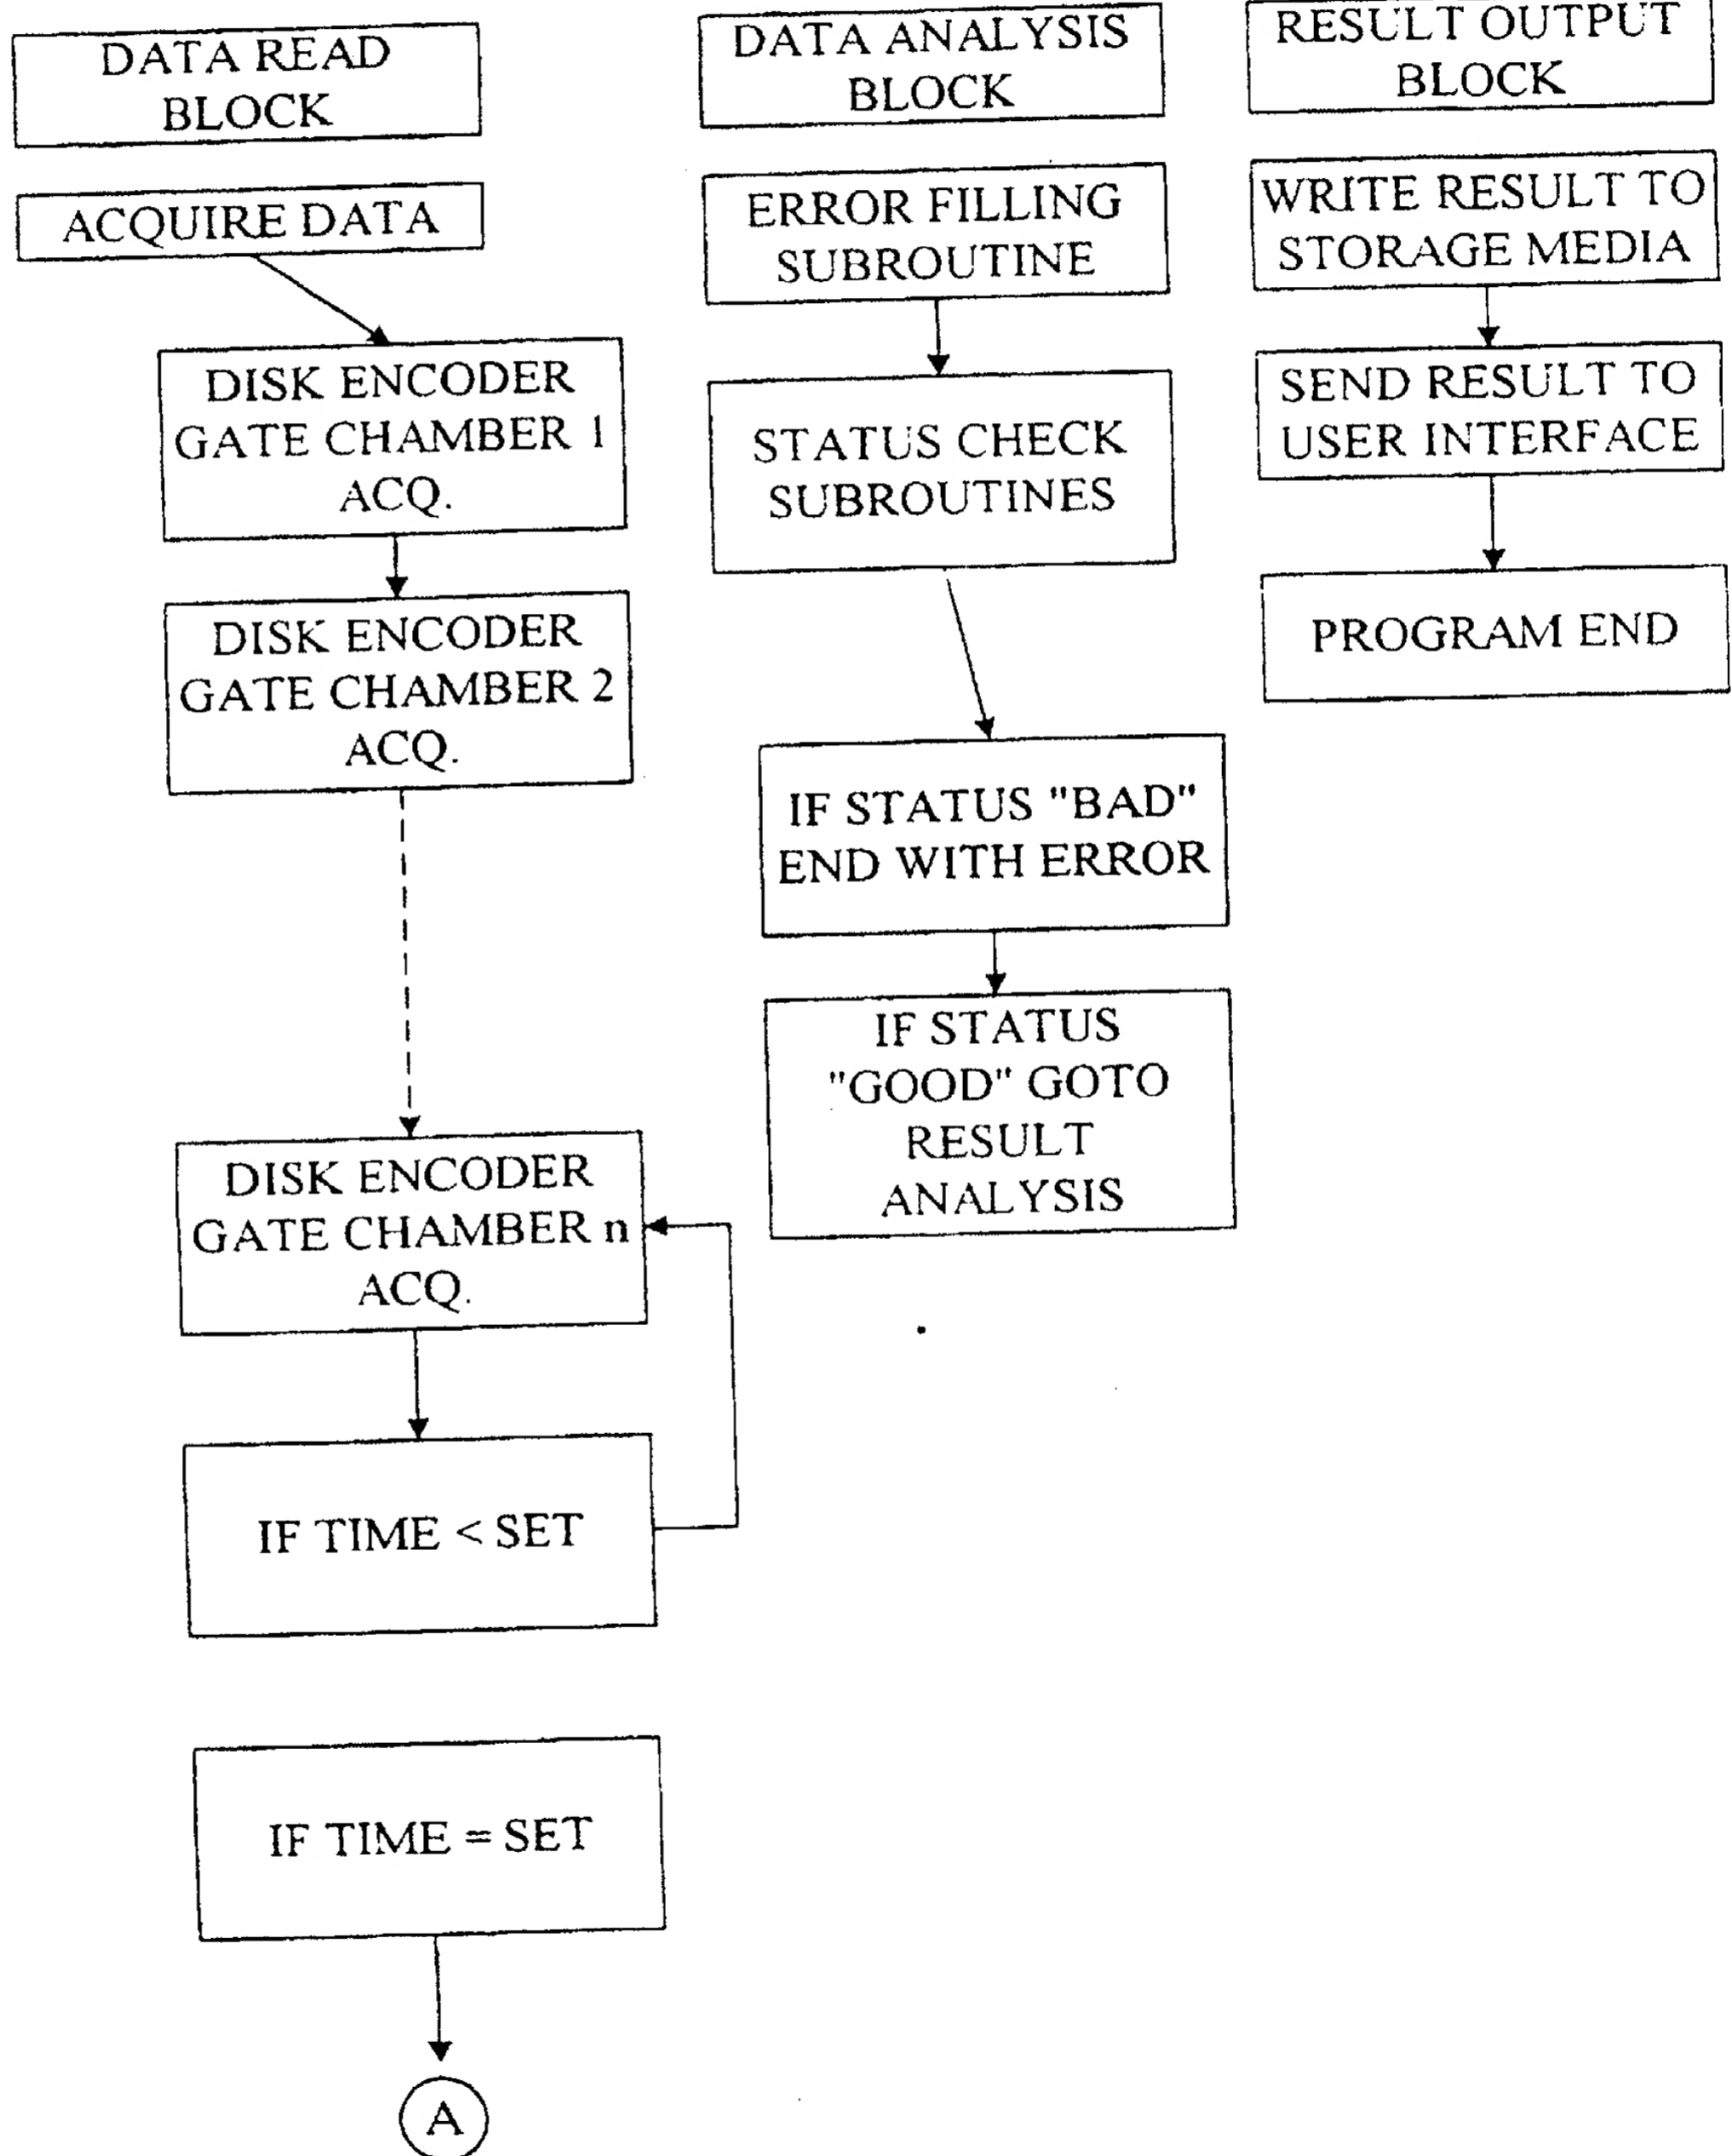 DATA READ
BLOCK
ACQUIRE DATA
DISK ENCODER
GATE CHAMBER 1
ACQ.
DISK ENCODER
GATE CHAMBER 2
ACQ.
DISK ENCODER
GATE CHAMBER n
ACQ.
IF TIME < SET
IF TIME = SET
A
DATA ANALYSIS
BLOCK
ERROR FILLING
SUBROUTINE
STATUS CHECK
SUBROUTINES
IF STATUS "BAD"
END WITH ERROR
IF STATUS
"GOOD" GOTO
RESULT
ANALYSIS
RESULT OUTPUT
BLOCK
WRITE RESULT TO
STORAGE MEDIA
SEND RESULT TO
USER INTERFACE
PROGRAM END